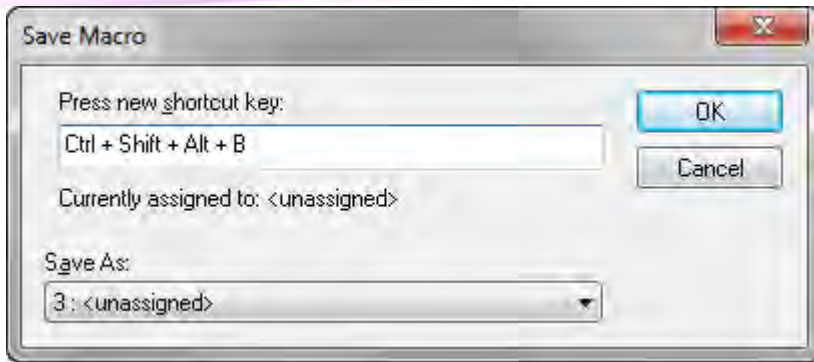 Save Macro
Press new shortcut key:
Ctrl + Shift + Alt + B
Currently assigned to: <unassigned>
Save As:
3 : <unassigned>
OK
Cancel